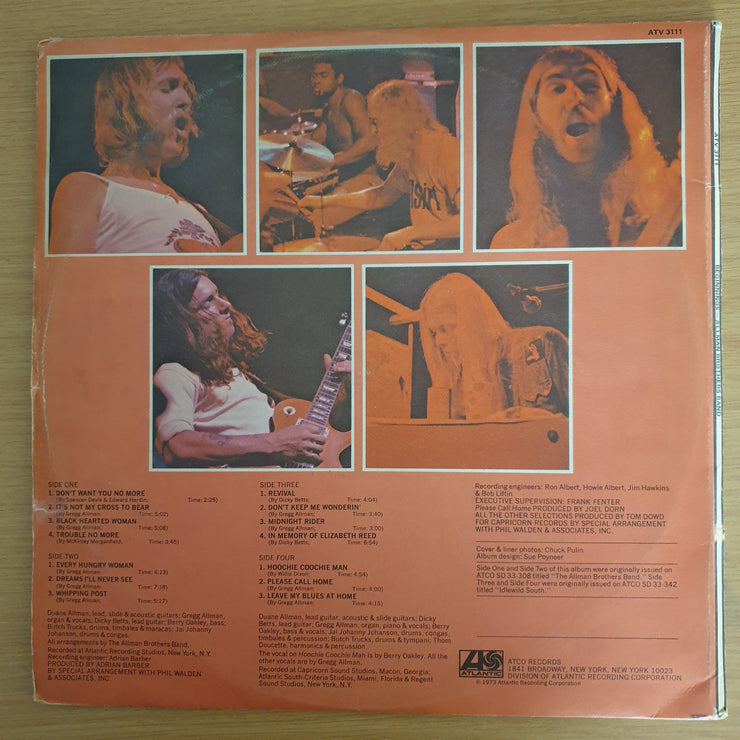 ATV 3111
ATV 3111
BEGINNINGS - ALLMAN BROTHERS BAND
SIDE ONE
1. DON'T WANT YOU NO MORE
(By Spencer Davis & Edward Hardin; Time: 2:25)
2. IT'S NOT MY CROSS TO BEAR
(By Gregg Allman; Time: 5:02)
3. BLACK HEARTED WOMAN
(By Gregg Allman; Time: 5:08)
4. TROUBLE NO MORE
(By McKinley Morganfield; Time: 3:45)
SIDE TWO
1. EVERY HUNGRY WOMAN
(By Gregg Allman; Time: 4:13)
2. DREAMS I'LL NEVER SEE
(By Gregg Allman; Time: 7:18)
3. WHIPPING POST
(By Gregg Allman; Time: 5:17)
Duane Allman, lead, slide & acoustic guitars; Gregg Allman,
organ & vocals; Dicky Betts, lead guitar; Berry Oakley, bass;
Butch Trucks, drums, timbales & maracas; Jai Johanny
Johanson, drums & congas.
All arrangements by The Allman Brothers Band.
Recorded at Atlantic Recording Studios, New York, N.Y.
Recording engineer: Adrian Barber
PRODUCED BY ADRIAN BARBER
BY SPECIAL ARRANGEMENT WITH PHIL WALDEN
& ASSOCIATES, INC.
SIDE THREE
1. REVIVAL
(By Dicky Betts; Time: 4:04)
2. DON'T KEEP ME WONDERIN'
(By Gregg Allman; Time: 3:40)
3. MIDNIGHT RIDER
(By Gregg Allman; Time: 3:00)
4. IN MEMORY OF ELIZABETH REED
(By Dicky Betts; Time: 6:54)
SIDE FOUR
1. HOOCHIE COOCHIE MAN
(By Willie Dixon; Time: 4:54)
2. PLEASE CALL HOME
(By Gregg Allman; Time: 4:00)
3. LEAVE MY BLUES AT HOME
(By Gregg Allman; Time: 4:15)
Duane Allman, lead guitar, acoustic & slide guitars; Dicky
Betts, lead guitar; Gregg Allman, organ, piano & vocals; Berry
Oakley, bass & vocals; Jai Johanny Johanson, drums, congas,
timbales & percussion; Butch Trucks, drums & tympani; Thom
Doucette, harmonica & percussion.
The vocal on Hoochie Coochie Man is by Berry Oakley. All the
other vocals are by Gregg Allman.
Recorded at Capricorn Sound Studios, Macon, Georgia;
Atlantic South-Criteria Studios, Miami, Florida & Regent
Sound Studios, New York, N.Y.
Recording engineers: Ron Albert, Howie Albert, Jim Hawkins
& Bob Liftin
EXECUTIVE SUPERVISION: FRANK FENTER
Please Call Home PRODUCED BY JOEL DORN
ALL THE OTHER SELECTIONS PRODUCED BY TOM DOWD
FOR CAPRICORN RECORDS BY SPECIAL ARRANGEMENT
WITH PHIL WALDEN & ASSOCIATES, INC.
Cover & liner photos: Chuck Pulin
Album design: Sue Poyneer
Side One and Side Two of this album were originally issued on
ATCO SD 33-308 titled "The Allman Brothers Band." Side
Three and Side Four were originally issued on ATCO SD 33-342
titled "Idlewild South."
ATLANTIC
ATCO RECORDS
1841 BROADWAY, NEW YORK, NEW YORK 10023
DIVISION OF ATLANTIC RECORDING CORPORATION
© 1973 Atlantic Recording Corporation